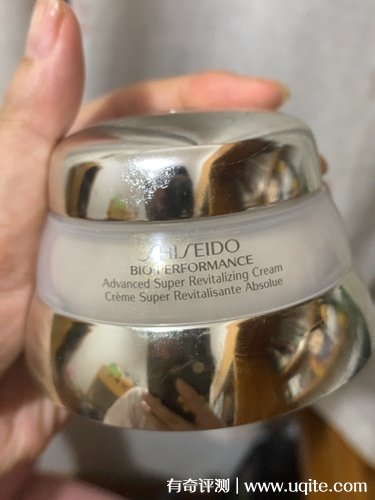 SHISEIDO
BIO-PERFORMANCE
Advanced Super Revitalizing Cream
Crème Super Revitalisante Absolue
有奇评测 | www.uqite.com